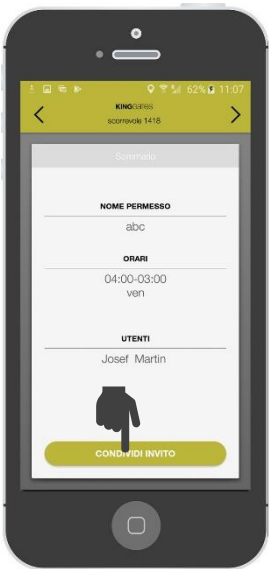 62% 11:07
KINGGATES
scorrevole 1418
Sommario
NOME PERMESSO
abc
ORARI
04:00-03:00
ven
UTENTI
Josef Martin
CONDIVIDI INVITO